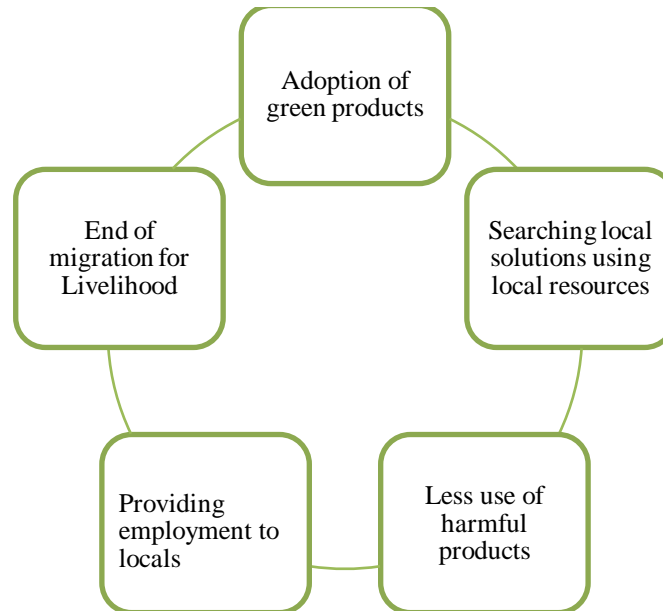 Adoption of
green products
Searching local
solutions using
local resources
Less use of
harmful
products
Providing
employment to
locals
End of
migration for
Livelihood